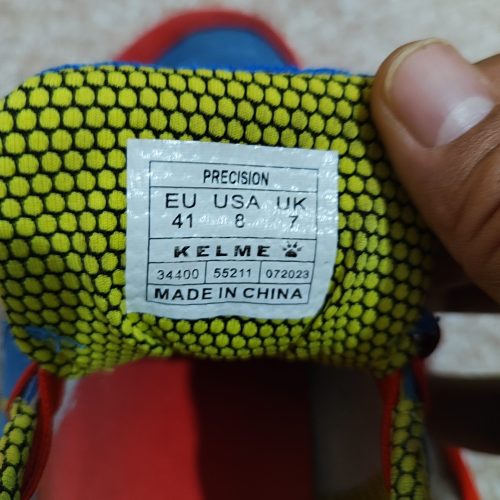 PRECISION
EU USA UK
41 8 7
KELME
34400 55211 072023
MADE IN CHINA